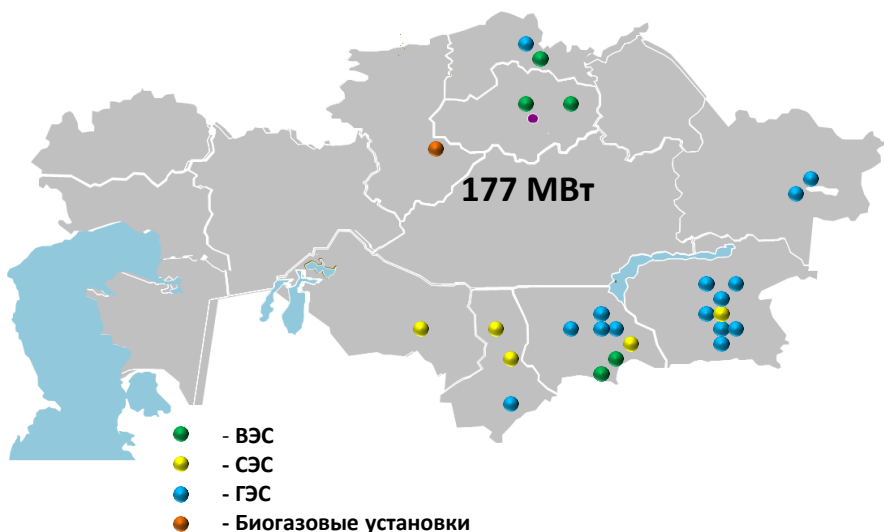 177 МВт
- ВЭС
- СЭС
- ГЭС
- Биогазовые установки